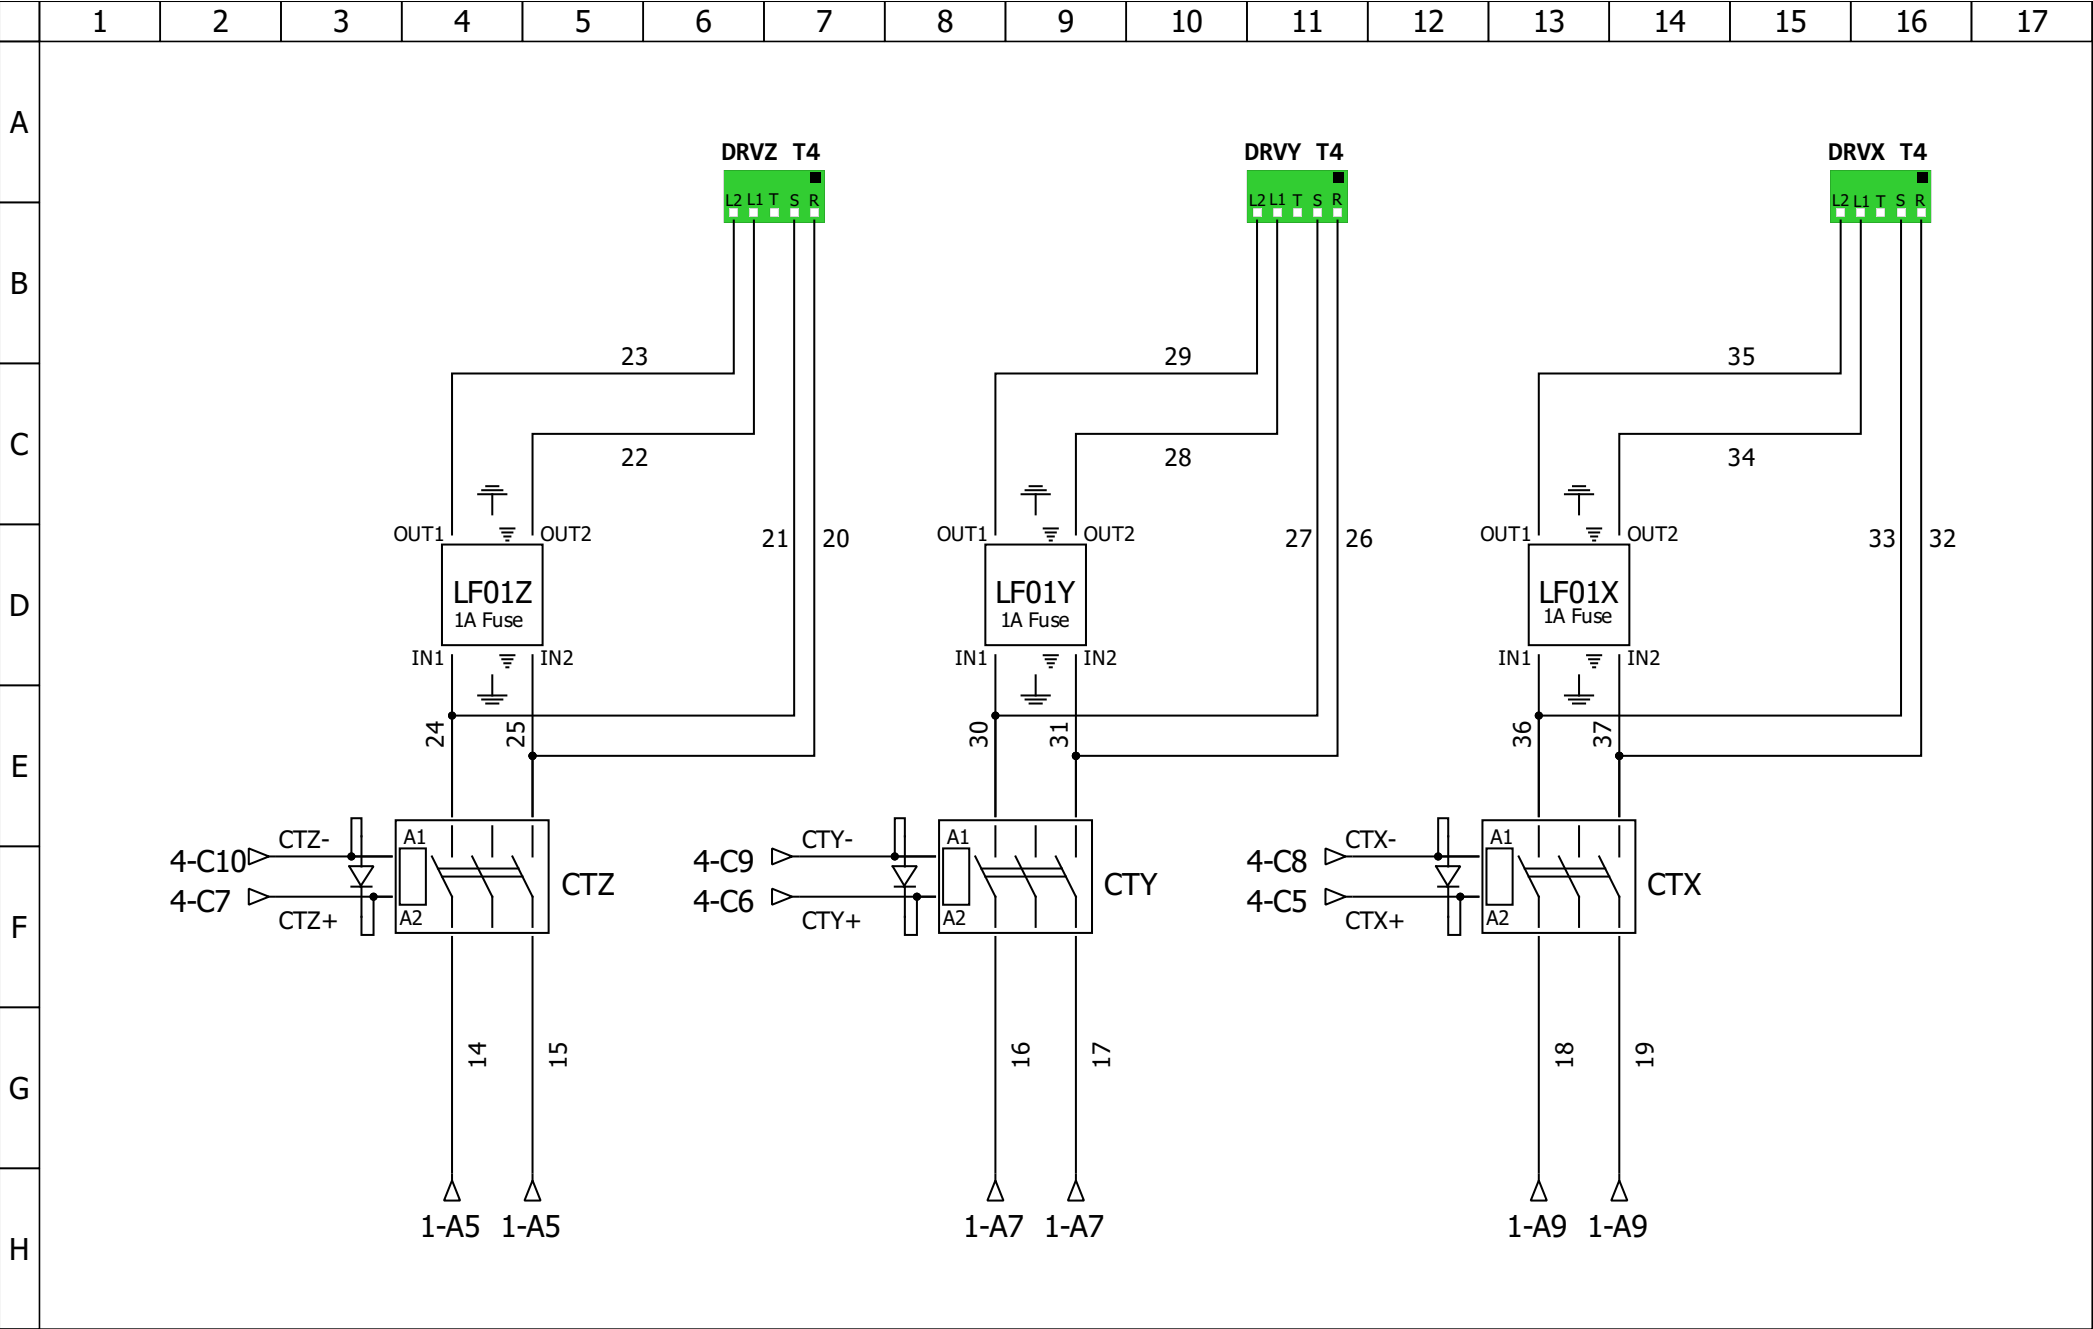 1 2 3 4 5 6 7 8 9 10 11 12 13 14 15 16 17
A
DRVZ T4 DRVY T4 DRVX T4
L2 L1 T S R L2 L1 T S R L2 L1 T S R
B
23 29 35
C
22 28 34
OUT1 OUT2 21 20 OUT1 OUT2 27 26 OUT1 OUT2 33 32
D
LF01Z LF01Y LF01X
1A Fuse 1A Fuse 1A Fuse
IN1 IN2 IN1 IN2 IN1 IN2
24 25 30 31 36 37
E
CTZ- A1 CTY- A1 CTX- A1
4-C10 4-C9 4-C8
CTZ CTY CTX
4-C7 4-C6 4-C5
CTZ+ A2 CTY+ A2 CTX+ A2
F
14 15 16 17 18 19
G
1-A5 1-A5 1-A7 1-A7 1-A9 1-A9
H